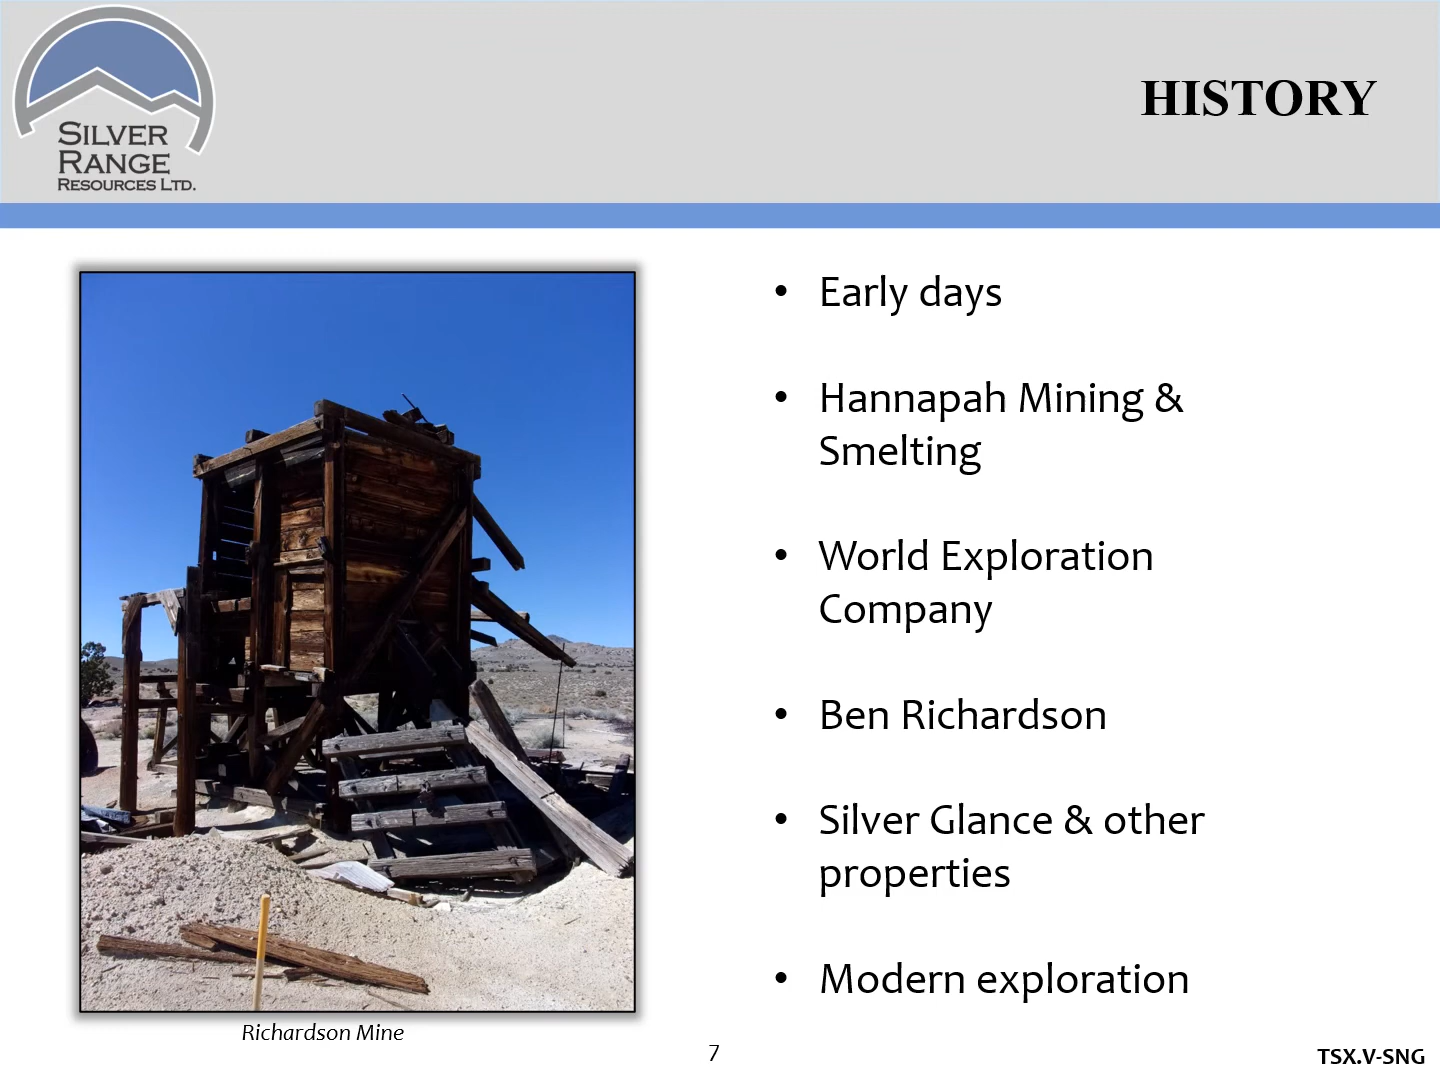 SILVER
RANGE
RESOURCES LTD.
HISTORY
• Early days
• Hannapah Mining &
Smelting
• World Exploration
Company
• Ben Richardson
• Silver Glance & other
properties
• Modern exploration
Richardson Mine
7
TSX.V-SNG